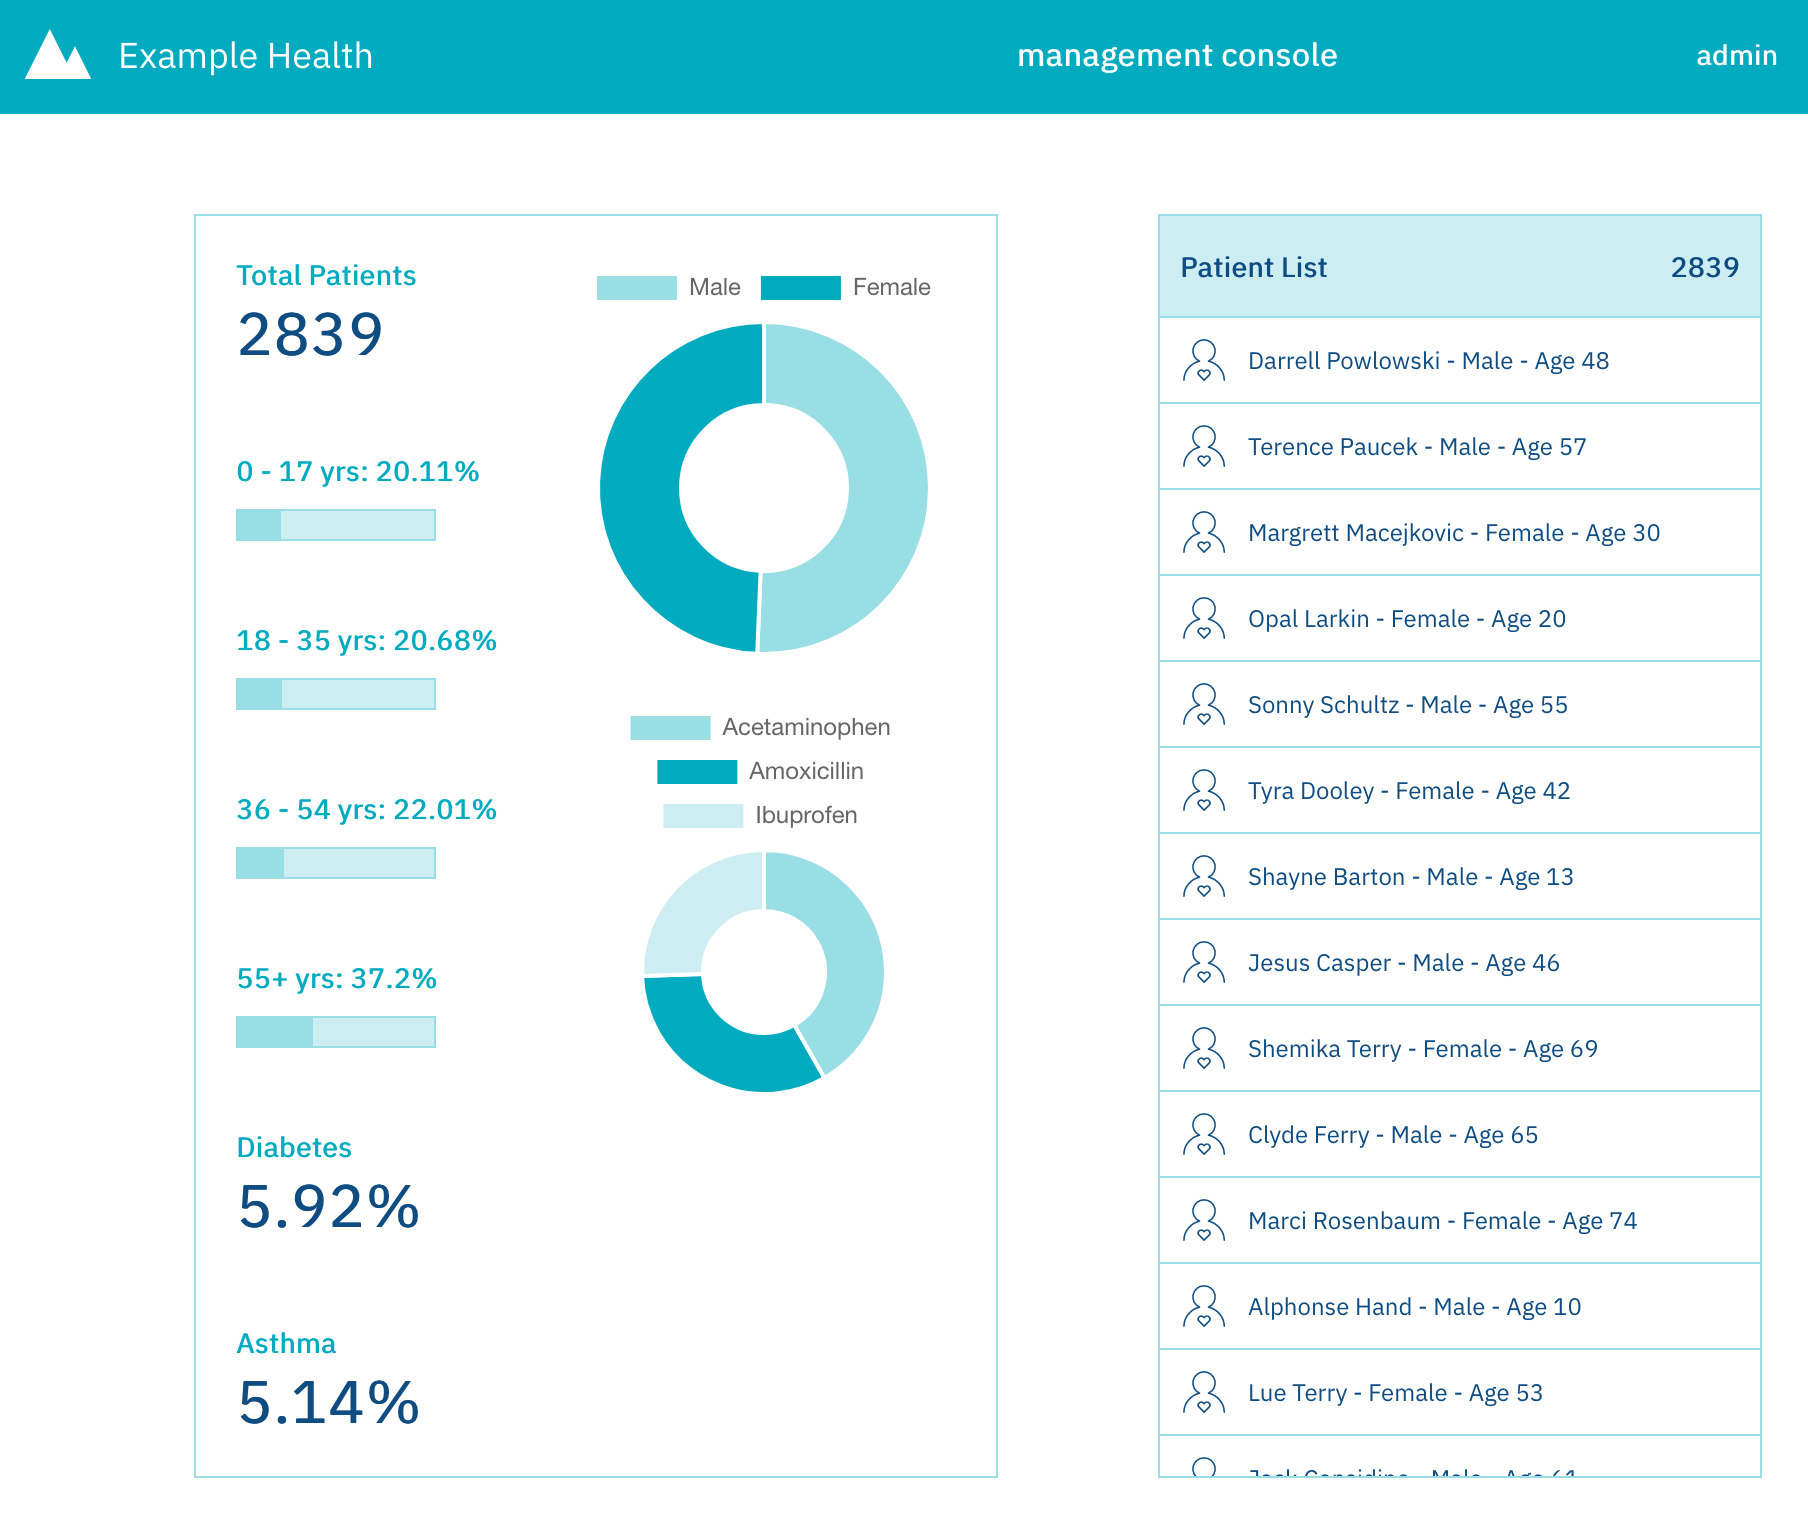 Example Health
management console
admin
Total Patients
2839
0 - 17 yrs: 20.11%
18 - 35 yrs: 20.68%
36 - 54 yrs: 22.01%
55+ yrs: 37.2%
Diabetes
5.92%
Asthma
5.14%
Male
Female
Acetaminophen
Amoxicillin
Ibuprofen
Patient List
2839
Darrell Powlowski - Male - Age 48
Terence Paucek - Male - Age 57
Margrett Macejkovic - Female - Age 30
Opal Larkin - Female - Age 20
Sonny Schultz - Male - Age 55
Tyra Dooley - Female - Age 42
Shayne Barton - Male - Age 13
Jesus Casper - Male - Age 46
Shemika Terry - Female - Age 69
Clyde Ferry - Male - Age 65
Marci Rosenbaum - Female - Age 74
Alphonse Hand - Male - Age 10
Lue Terry - Female - Age 53
- Male - Age